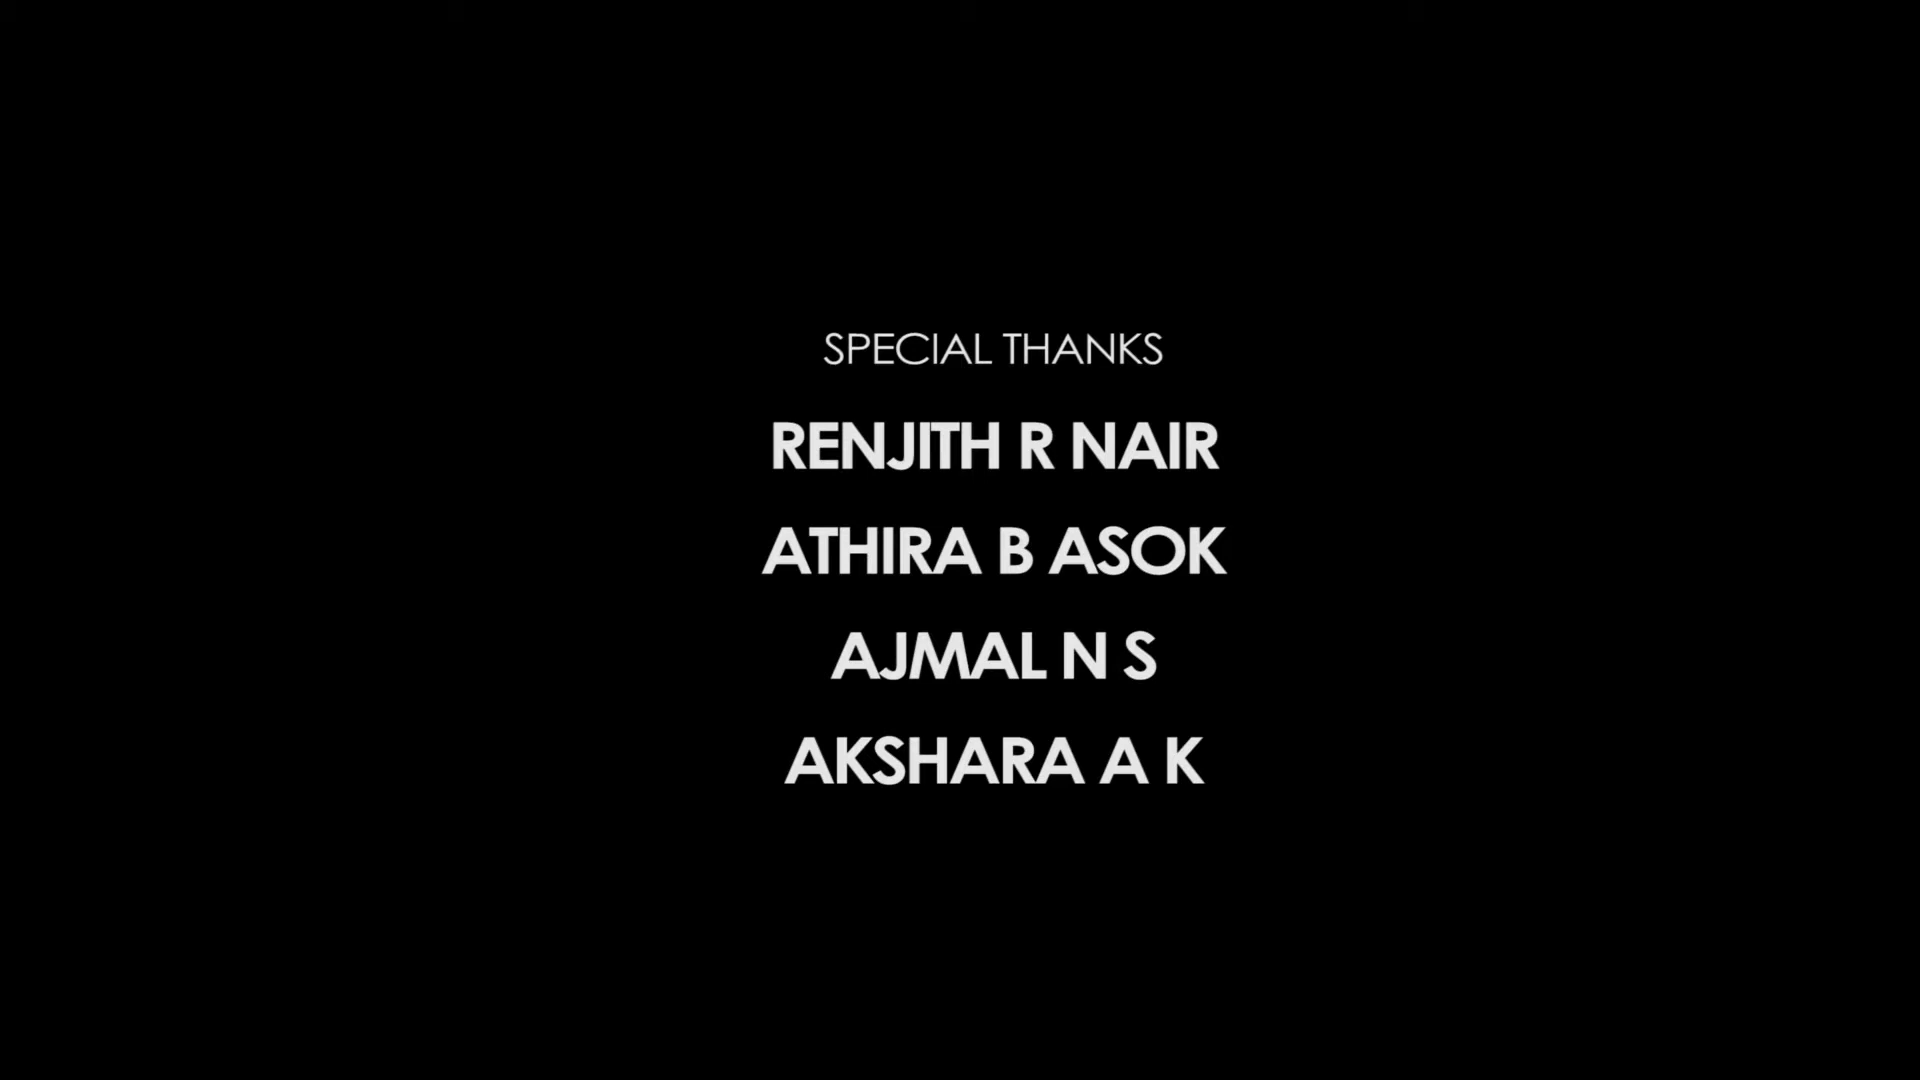 SPECIAL THANKS
RENJITH R NAIR
ATHIRA B ASOK
AJMAL N S
AKSHARA A K